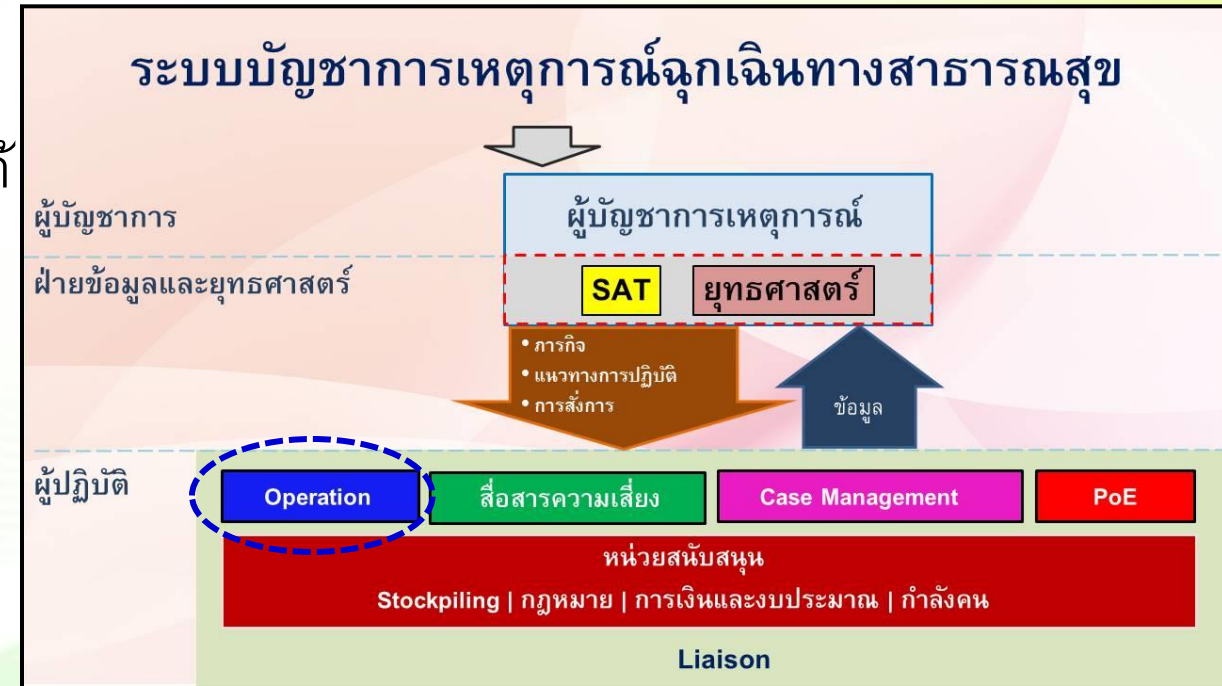 ระบบบัญชาการเหตุการณ์ฉุกเฉินทางสาธารณสุข
ผู้บัญชาการ
ผู้บัญชาการเหตุการณ์
ฝ่ายข้อมูลและยุทธศาสตร์
SAT
ยุทธศาสตร์
• ภารกิจ
• แนวทางการปฏิบัติ
• การสั่งการ
ข้อมูล
ผู้ปฏิบัติ
Operation
สื่อสารความเสี่ยง
Case Management
PoE
หน่วยสนับสนุน
Stockpiling | กฎหมาย | การเงินและงบประมาณ | กำลังคน
Liaison